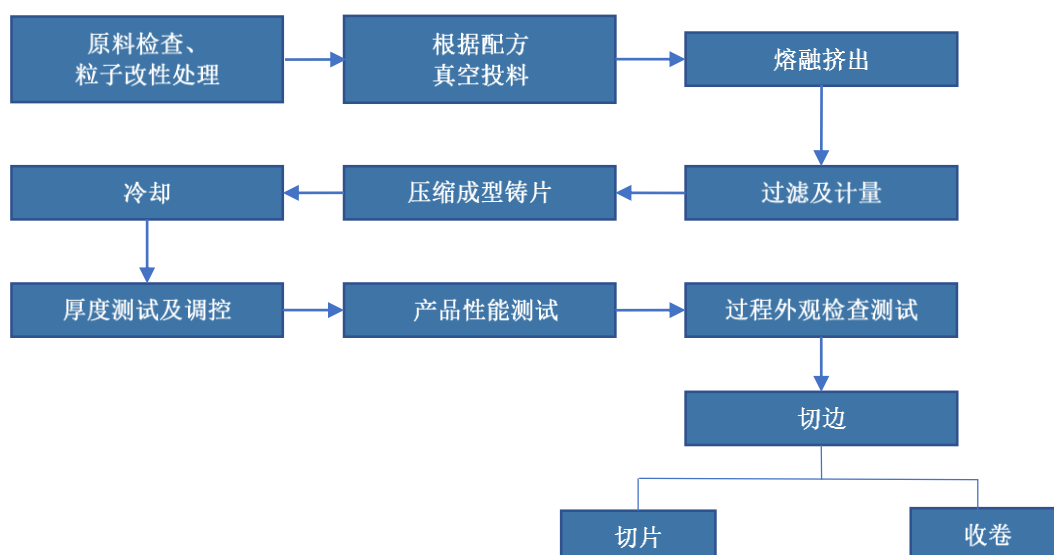 原料检查、
粒子改性处理
根据配方
真空投料
熔融挤出
冷却
压缩成型铸片
过滤及计量
厚度测试及调控
产品性能测试
过程外观检查测试
切边
切片
收卷